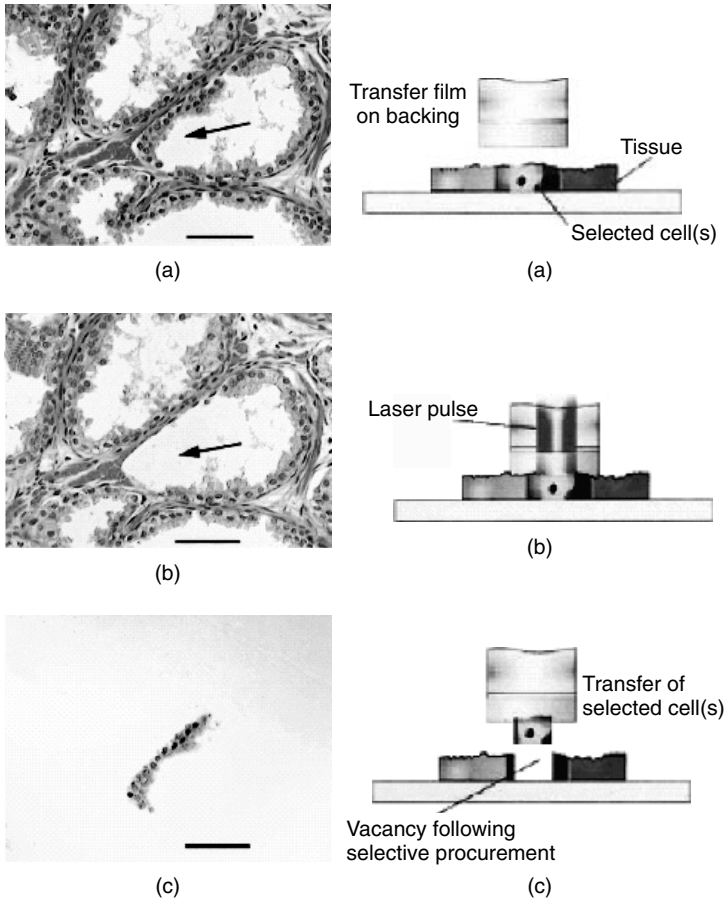 Transfer film
on backing
Tissue
Selected cell(s)
(a)
(a)
Laser pulse
(b)
(b)
Transfer of
selected cell(s)
Vacancy following
selective procurement
(c)
(c)